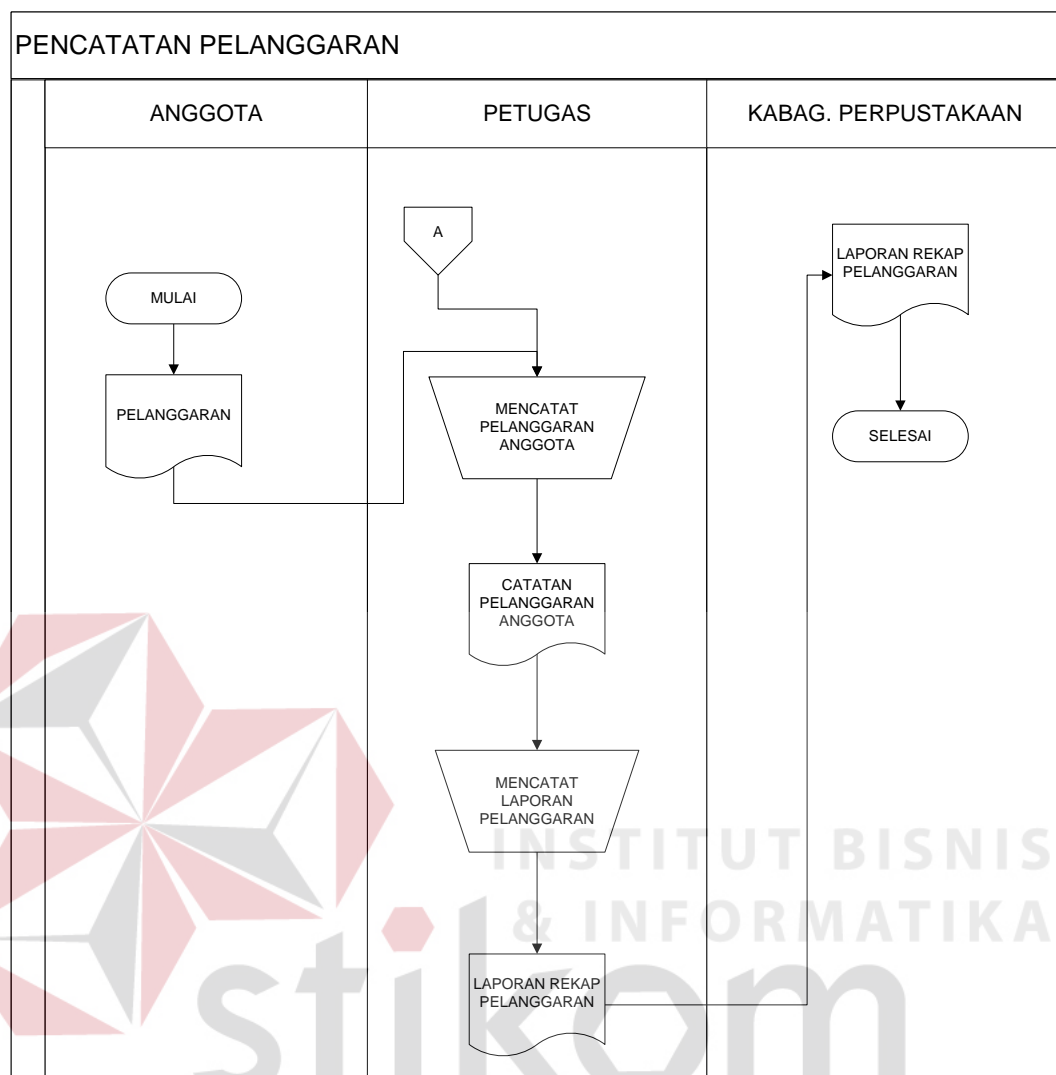 PENCATATAN PELANGGARAN
ANGGOTA
PETUGAS
KABAG. PERPUSTAKAAN
MULAI
PELANGGARAN
A
MENCATAT
PELANGGARAN
ANGGOTA
CATATAN
PELANGGARAN
ANGGOTA
MENCATAT
LAPORAN
PELANGGARAN
LAPORAN REKAP
PELANGGARAN
LAPORAN REKAP
PELANGGARAN
SELESAI
INSTITUT BISNIS
& INFORMATIKA
stikom